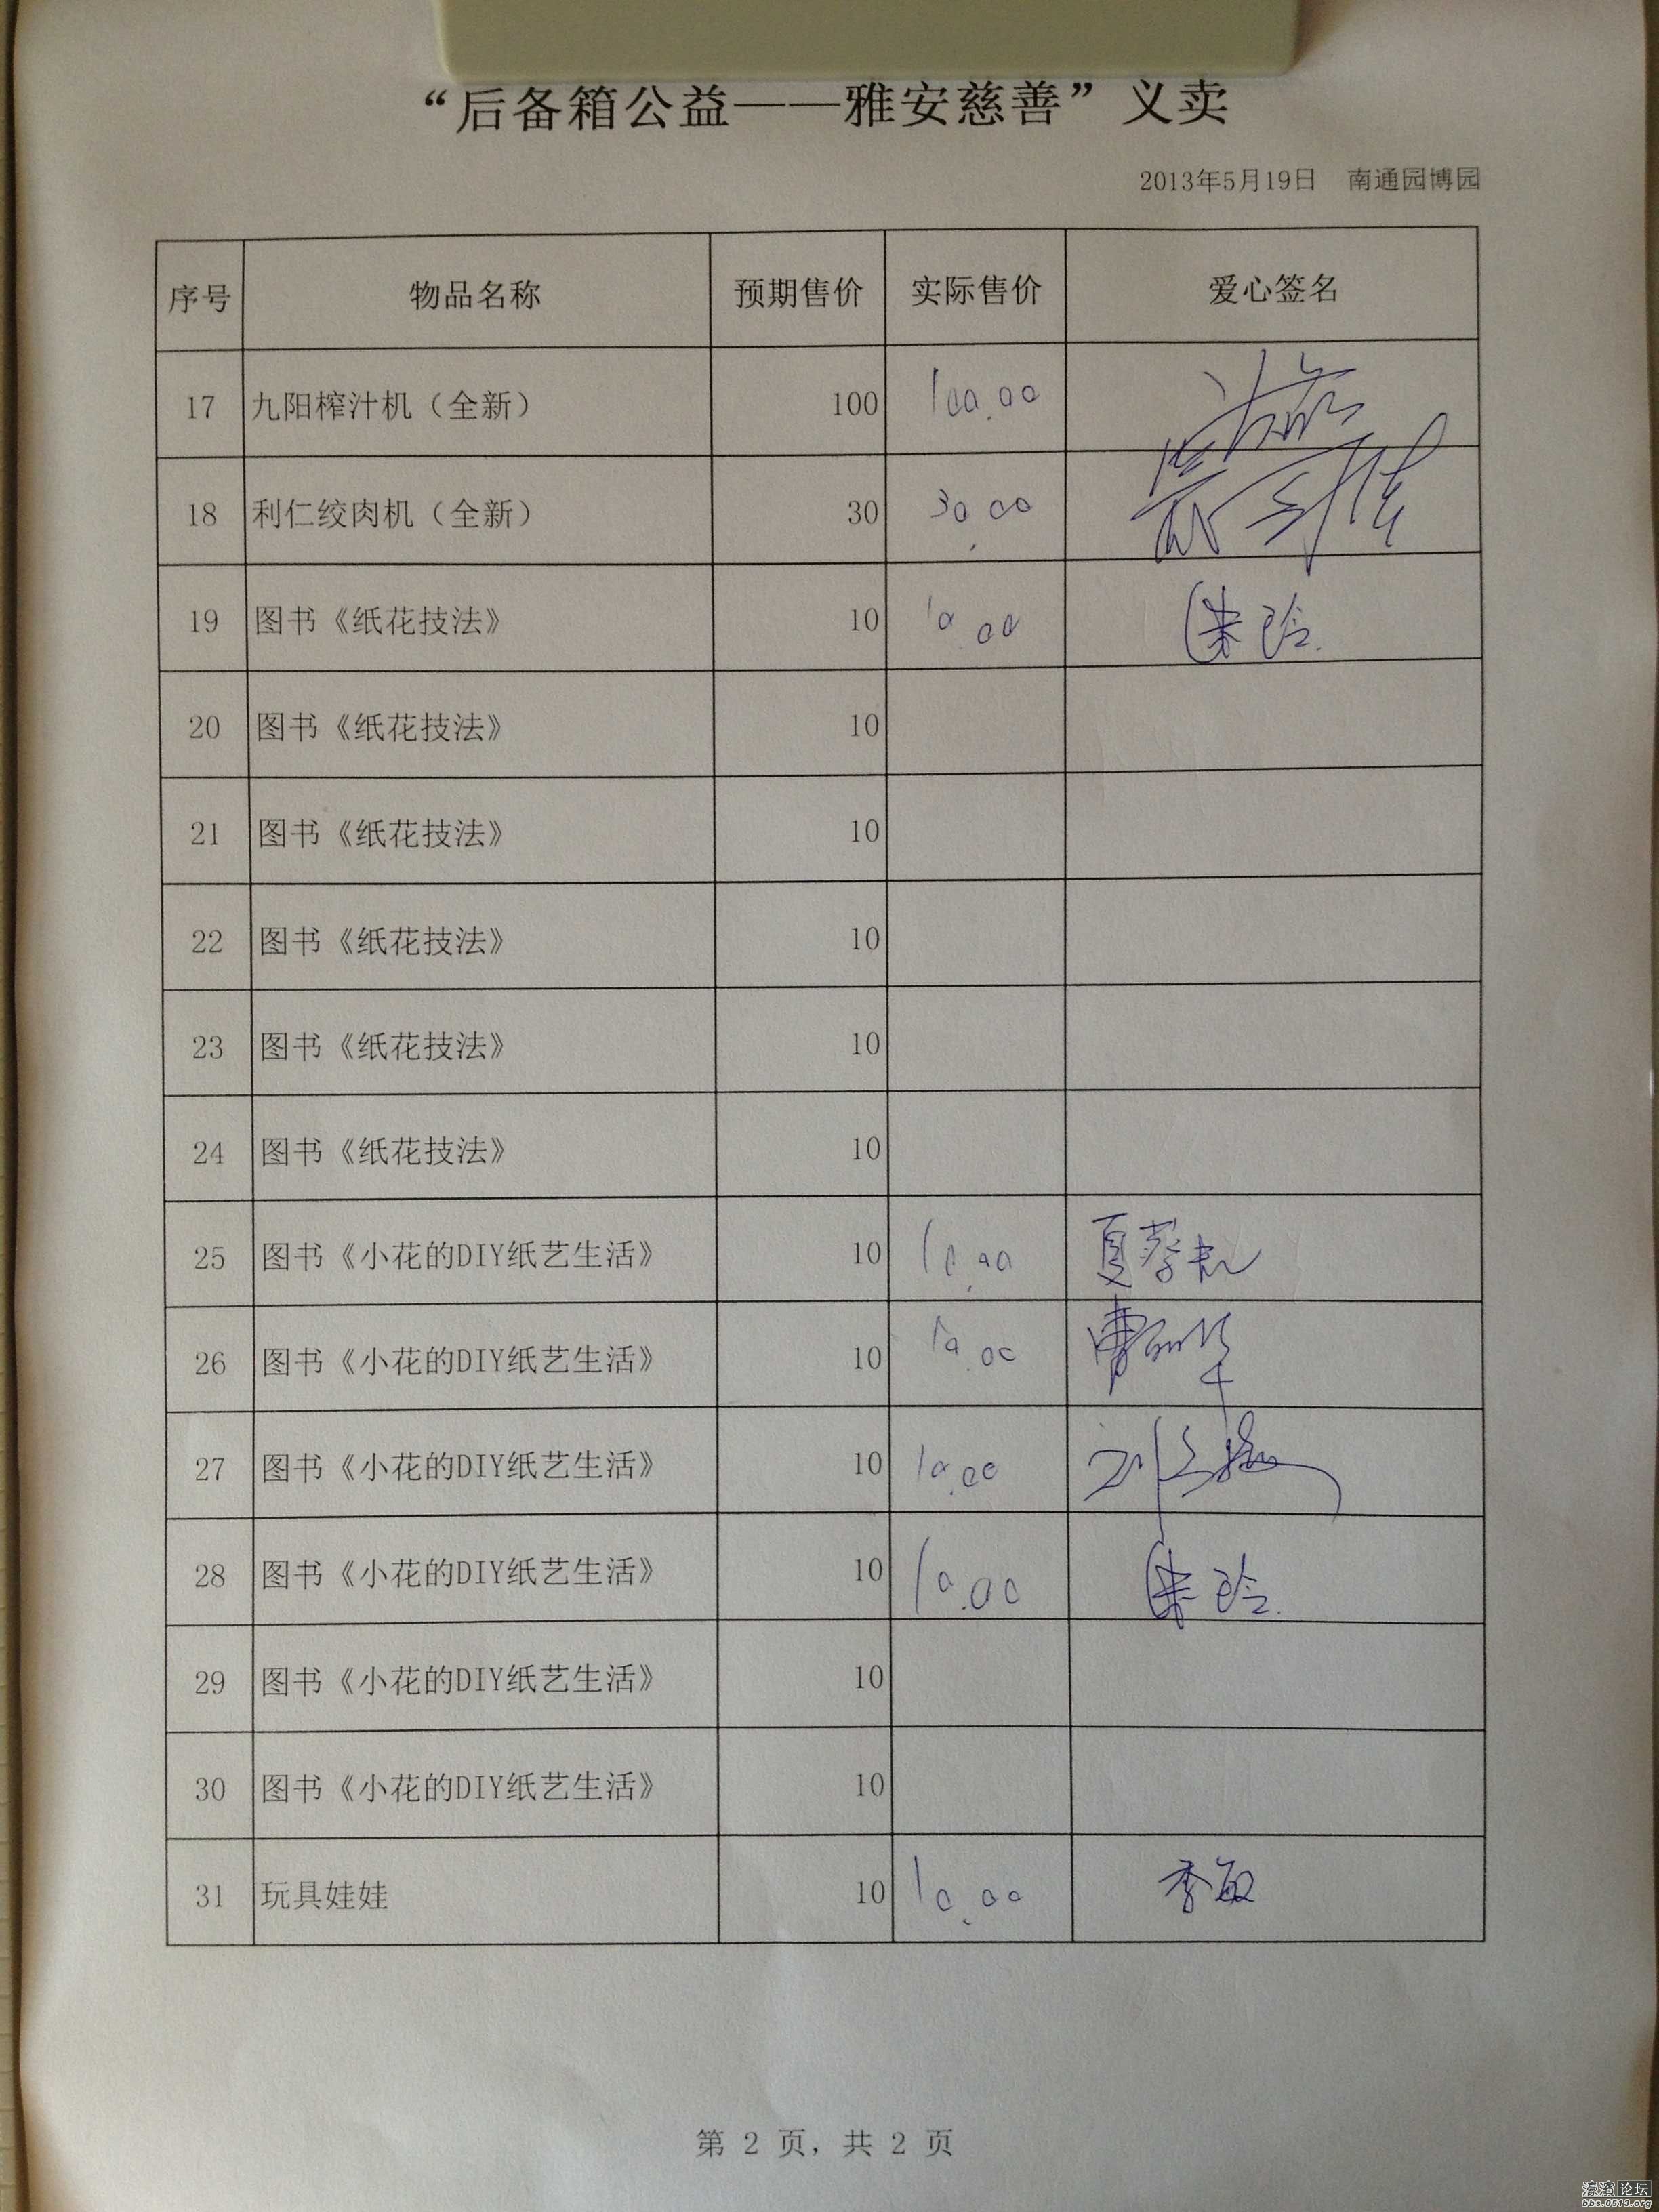 “后备箱公益——雅安慈善”义卖
2013年5月19日 南通园博园
序号 物品名称 预期售价 实际售价 爱心签名
17 九阳榨汁机（全新） 100 100.00
18 利仁绞肉机（全新） 30 30.00
19 图书《纸花技法》 10 10.00 朱玲
20 图书《纸花技法》 10
21 图书《纸花技法》 10
22 图书《纸花技法》 10
23 图书《纸花技法》 10
24 图书《纸花技法》 10
25 图书《小花的DIY纸艺生活》 10 10.00
26 图书《小花的DIY纸艺生活》 10 10.00
27 图书《小花的DIY纸艺生活》 10 10.00
28 图书《小花的DIY纸艺生活》 10 10.00 朱玲
29 图书《小花的DIY纸艺生活》 10
30 图书《小花的DIY纸艺生活》 10
31 玩具娃娃 10 10.00 季敏
第 2 页，共 2 页
濠滨论坛
bbs.0513.org